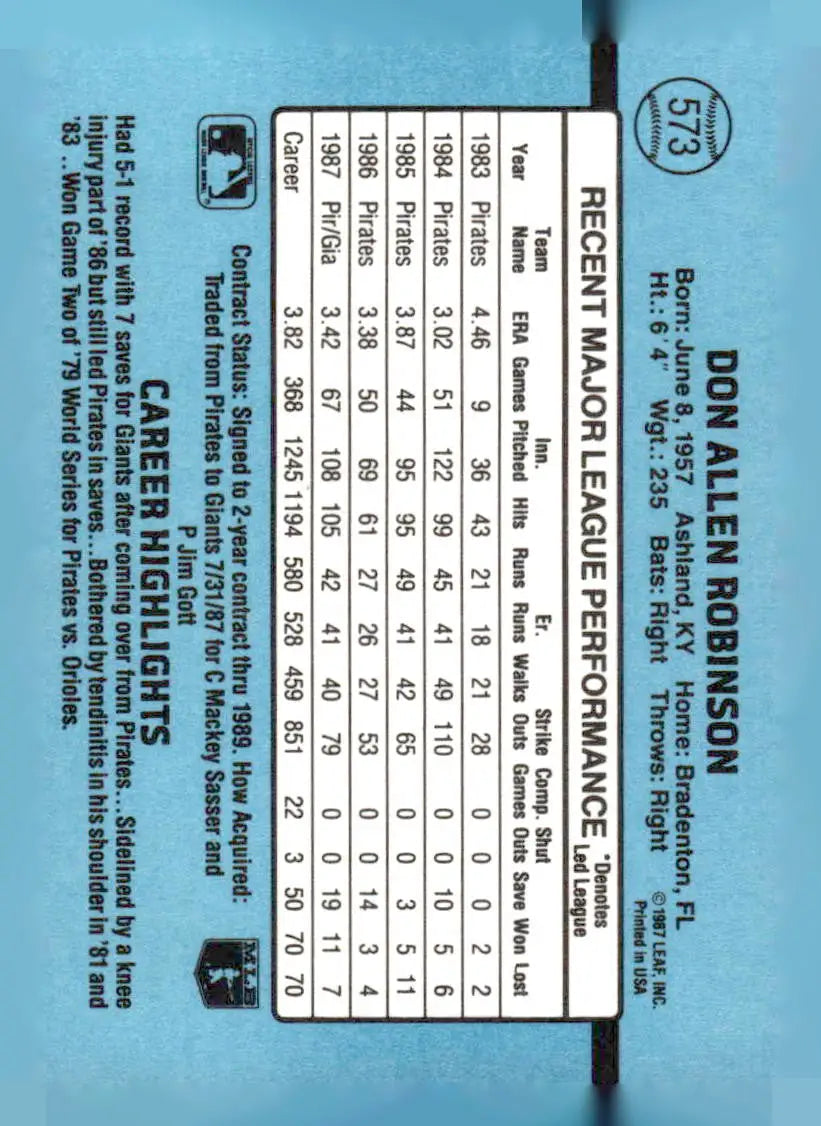 573
DON ALLEN ROBINSON
Born: June 8, 1957 Ashland, KY Home: Bradenton, FL
Ht.: 6'4" Wgt.: 235 Bats: Right Throws: Right
© 1987 LEAF, INC.
Printed in USA
RECENT MAJOR LEAGUE PERFORMANCE *Denotes Led League
Team Inn. Er. Strike Comp. Shut
Year Name ERA Games Pitched Hits Runs Runs Walks Outs Games Outs Save Won Lost
1983 Pirates 4.46 9 36 43 21 18 21 28 0 0 0 2 2
1984 Pirates 3.02 51 122 99 45 41 49 110 0 0 10 5 6
1985 Pirates 3.87 44 95 95 49 41 42 65 0 0 3 5 11
1986 Pirates 3.38 50 69 61 27 26 27 53 0 0 14 3 4
1987 Pir/Gia 3.42 67 108 105 42 41 40 79 0 0 19 11 7
Career 3.82 368 1245 1194 580 528 459 851 22 3 50 70 70
Contract Status: Signed to 2-year contract thru 1989. How Acquired:
Traded from Pirates to Giants 7/31/87 for C Mackey Sasser and
P Jim Gott
MLB
CAREER HIGHLIGHTS
Had 5-1 record with 7 saves for Giants after coming over from Pirates...Sidelined by a knee
injury part of '86 but still led Pirates in saves...Bothered by tendinitis in his shoulder in '81 and
'83 ..Won Game Two of '79 World Series for Pirates vs. Orioles.